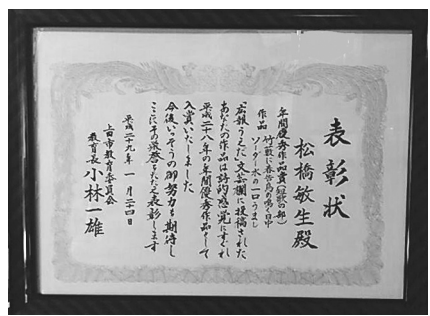 表彰状
松橋敏生殿
年間優秀作品賞(短歌の部)
作品 竹藪に春告鳥の鳴く日中
ソーダー水の一口うまし
「広報うえだ」文芸欄に投稿された
あなたの作品は詩的感覚にすぐれ
平成二十八年の年間優秀作品として
入賞いたしました
今後いっそうの御努力を期待し
ここにその栄誉をたたえ表彰します
平成二十九年 一月二十四日
上田市教育委員会
教育長 小林一雄